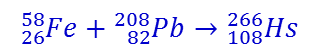 ⁵⁸₂₆Fe + ²⁰⁸₈₂Pb → ²⁶⁶₁₀₈Hs